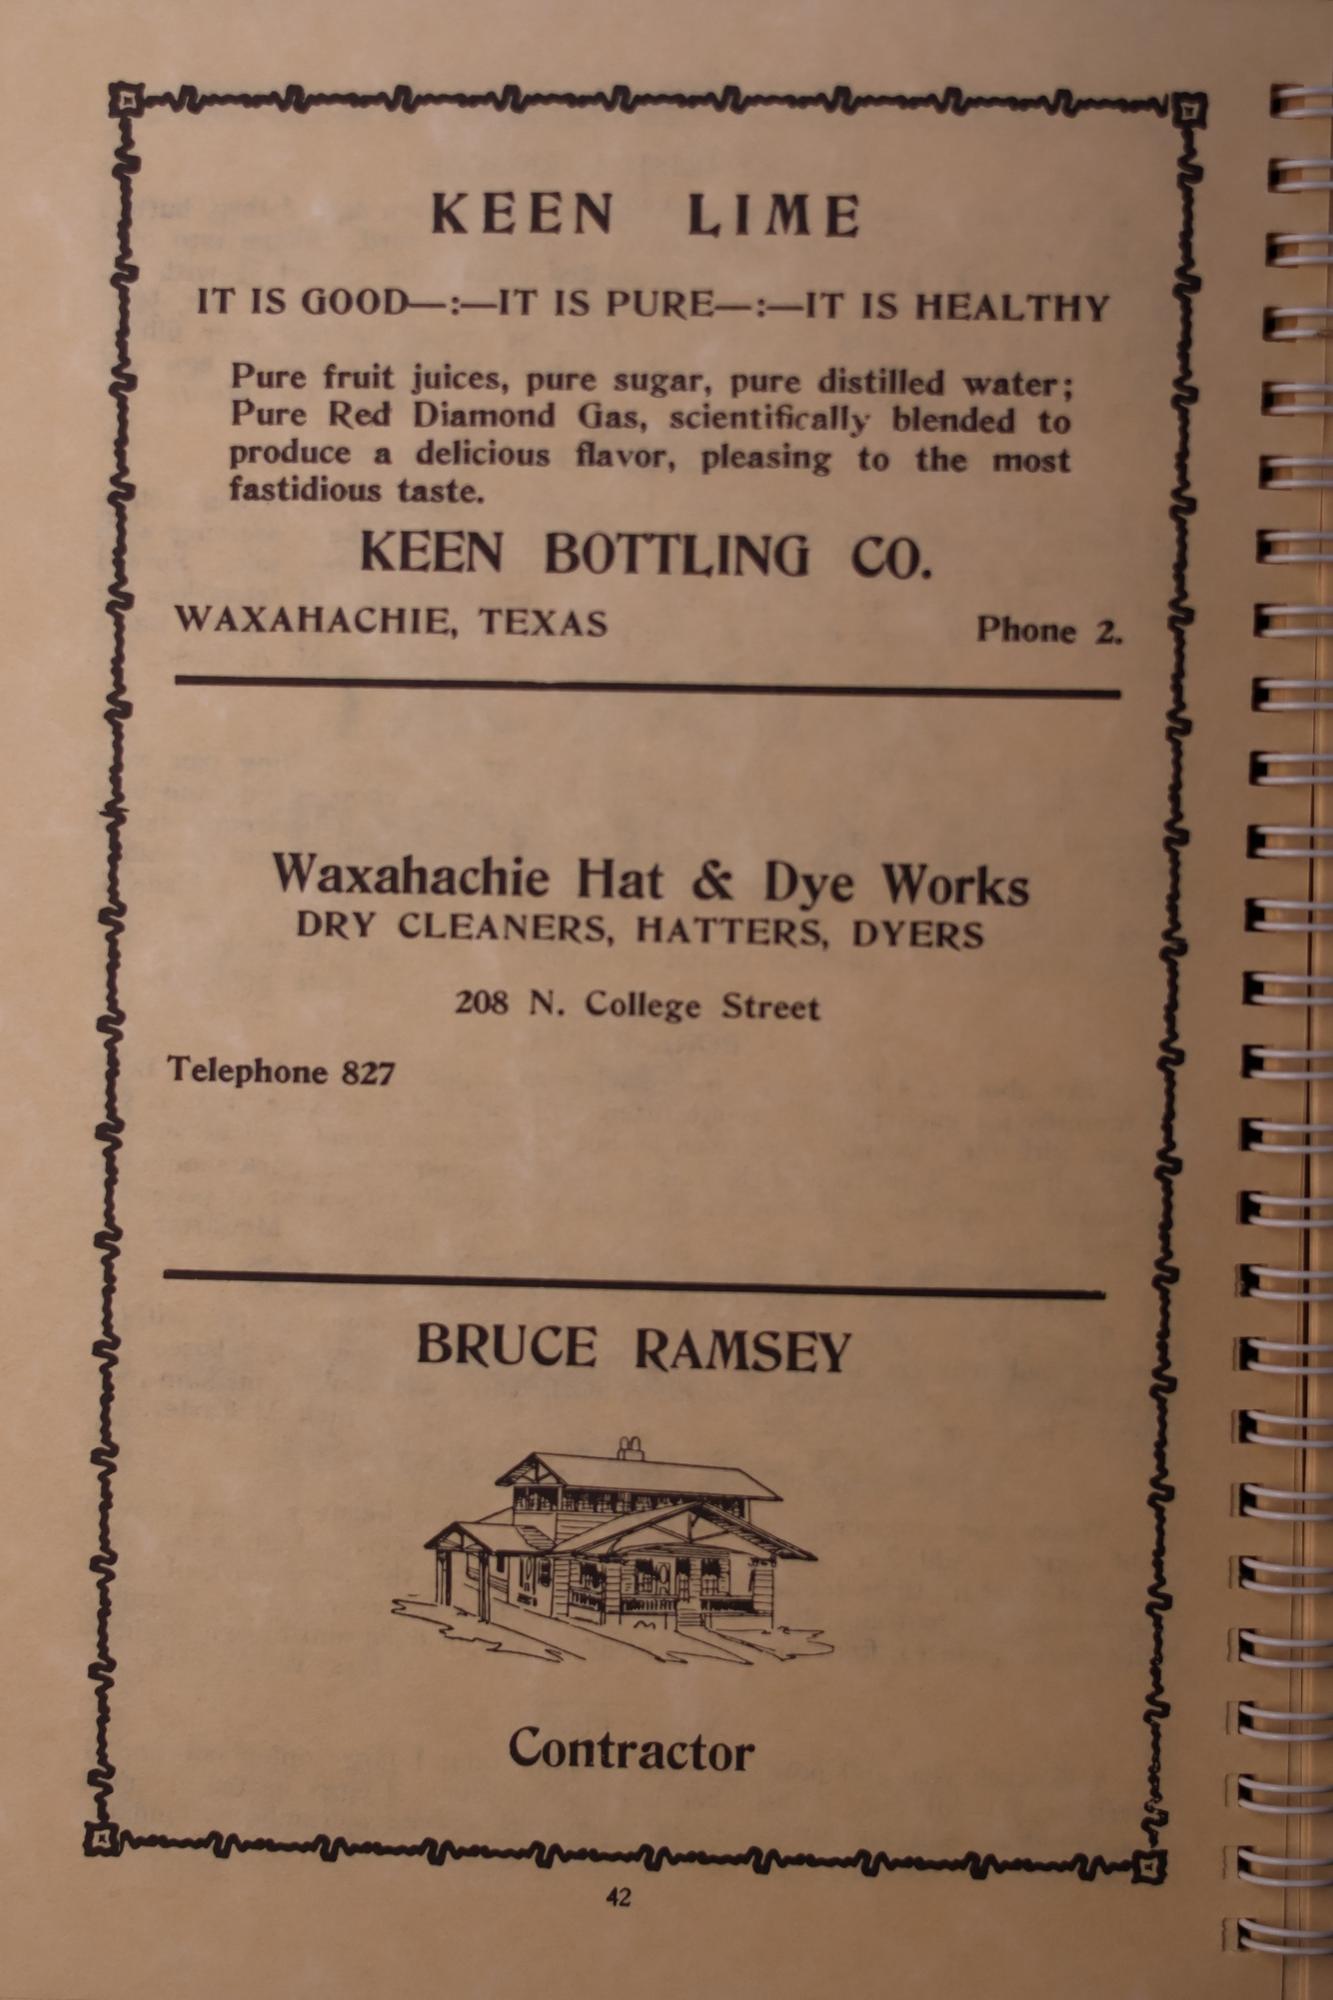 KEEN LIME
IT IS GOOD—:—IT IS PURE—:—IT IS HEALTHY
Pure fruit juices, pure sugar, pure distilled water;
Pure Red Diamond Gas, scientifically blended to
produce a delicious flavor, pleasing to the most
fastidious taste.
KEEN BOTTLING CO.
WAXAHACHIE, TEXAS Phone 2.
Waxahachie Hat & Dye Works
DRY CLEANERS, HATTERS, DYERS
208 N. College Street
Telephone 827
BRUCE RAMSEY
Contractor
42